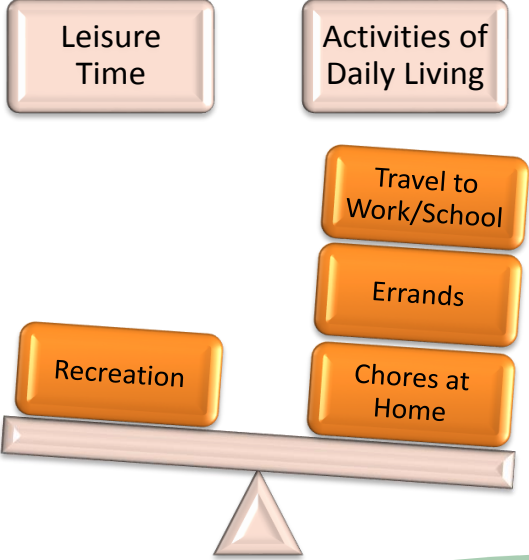 Leisure
Time
Activities of
Daily Living
Travel to
Work/School
Errands
Recreation
Chores at
Home